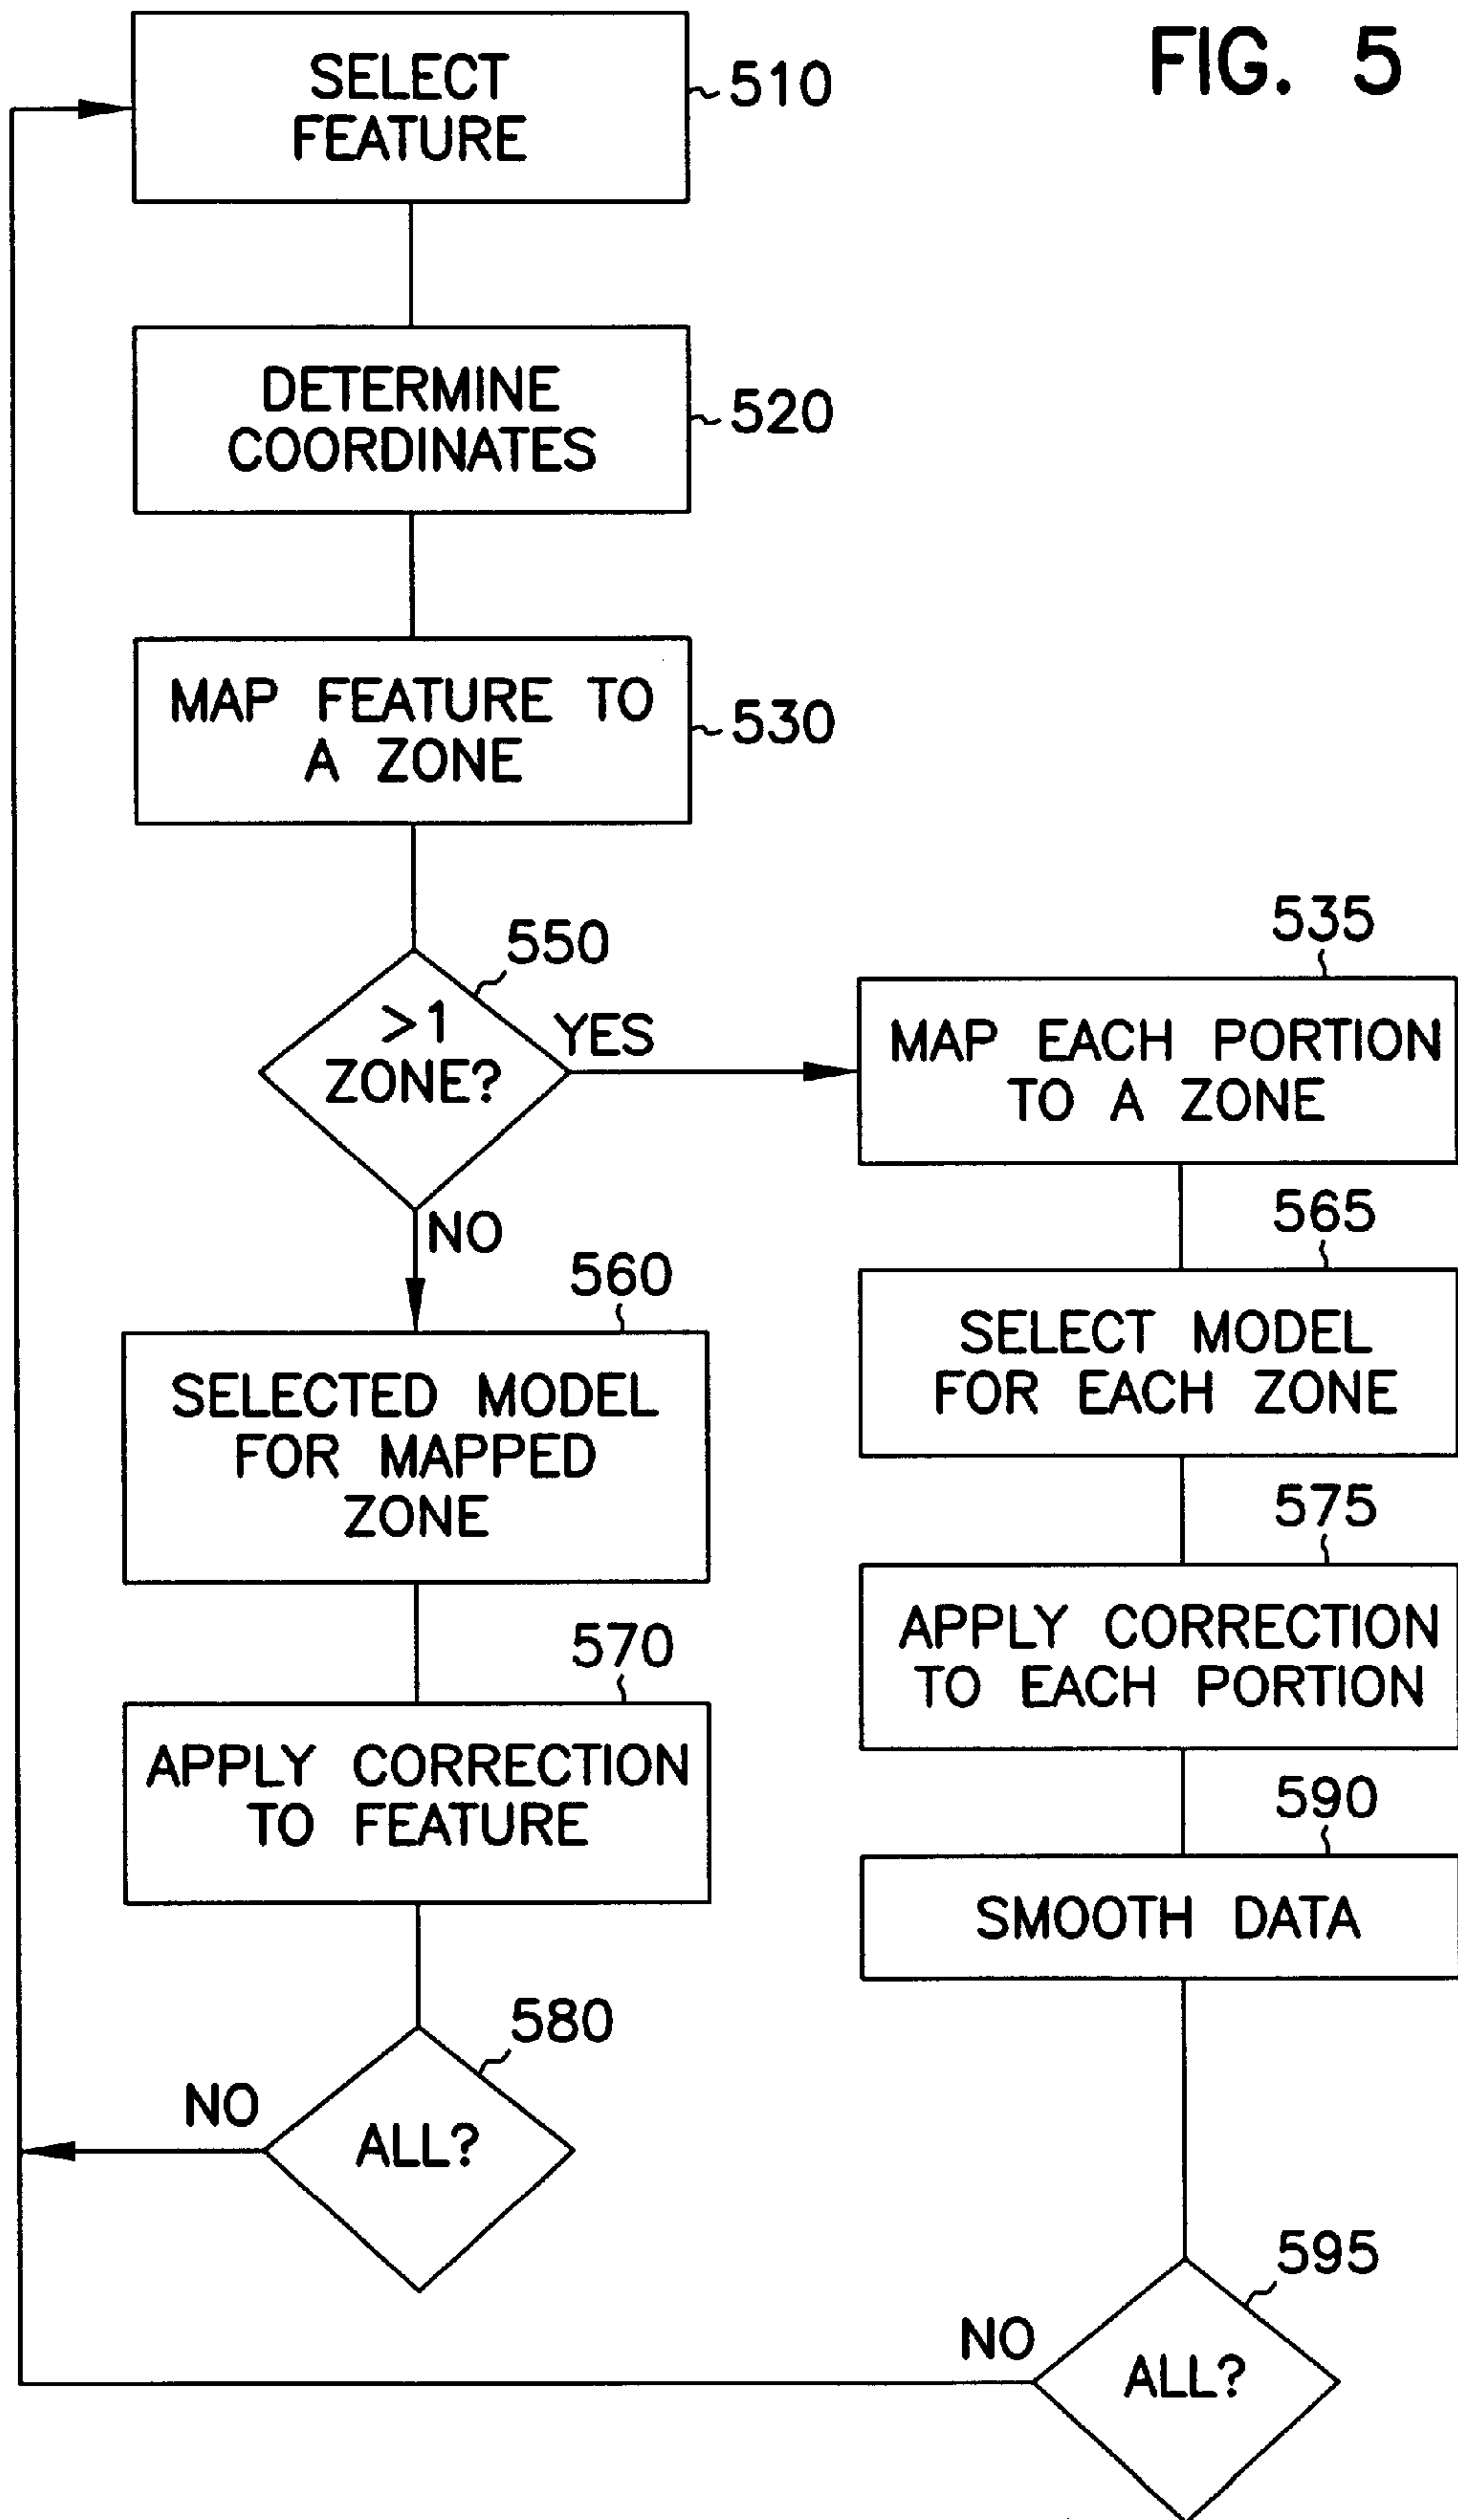 FIG. 5
SELECT
FEATURE
510
DETERMINE
COORDINATES
520
MAP FEATURE TO
A ZONE
530
550
>1
ZONE?
YES
NO
535
MAP EACH PORTION
TO A ZONE
565
SELECT MODEL
FOR EACH ZONE
560
SELECTED MODEL
FOR MAPPED
ZONE
575
APPLY CORRECTION
TO EACH PORTION
570
APPLY CORRECTION
TO FEATURE
590
SMOOTH DATA
580
NO
ALL?
595
NO
ALL?